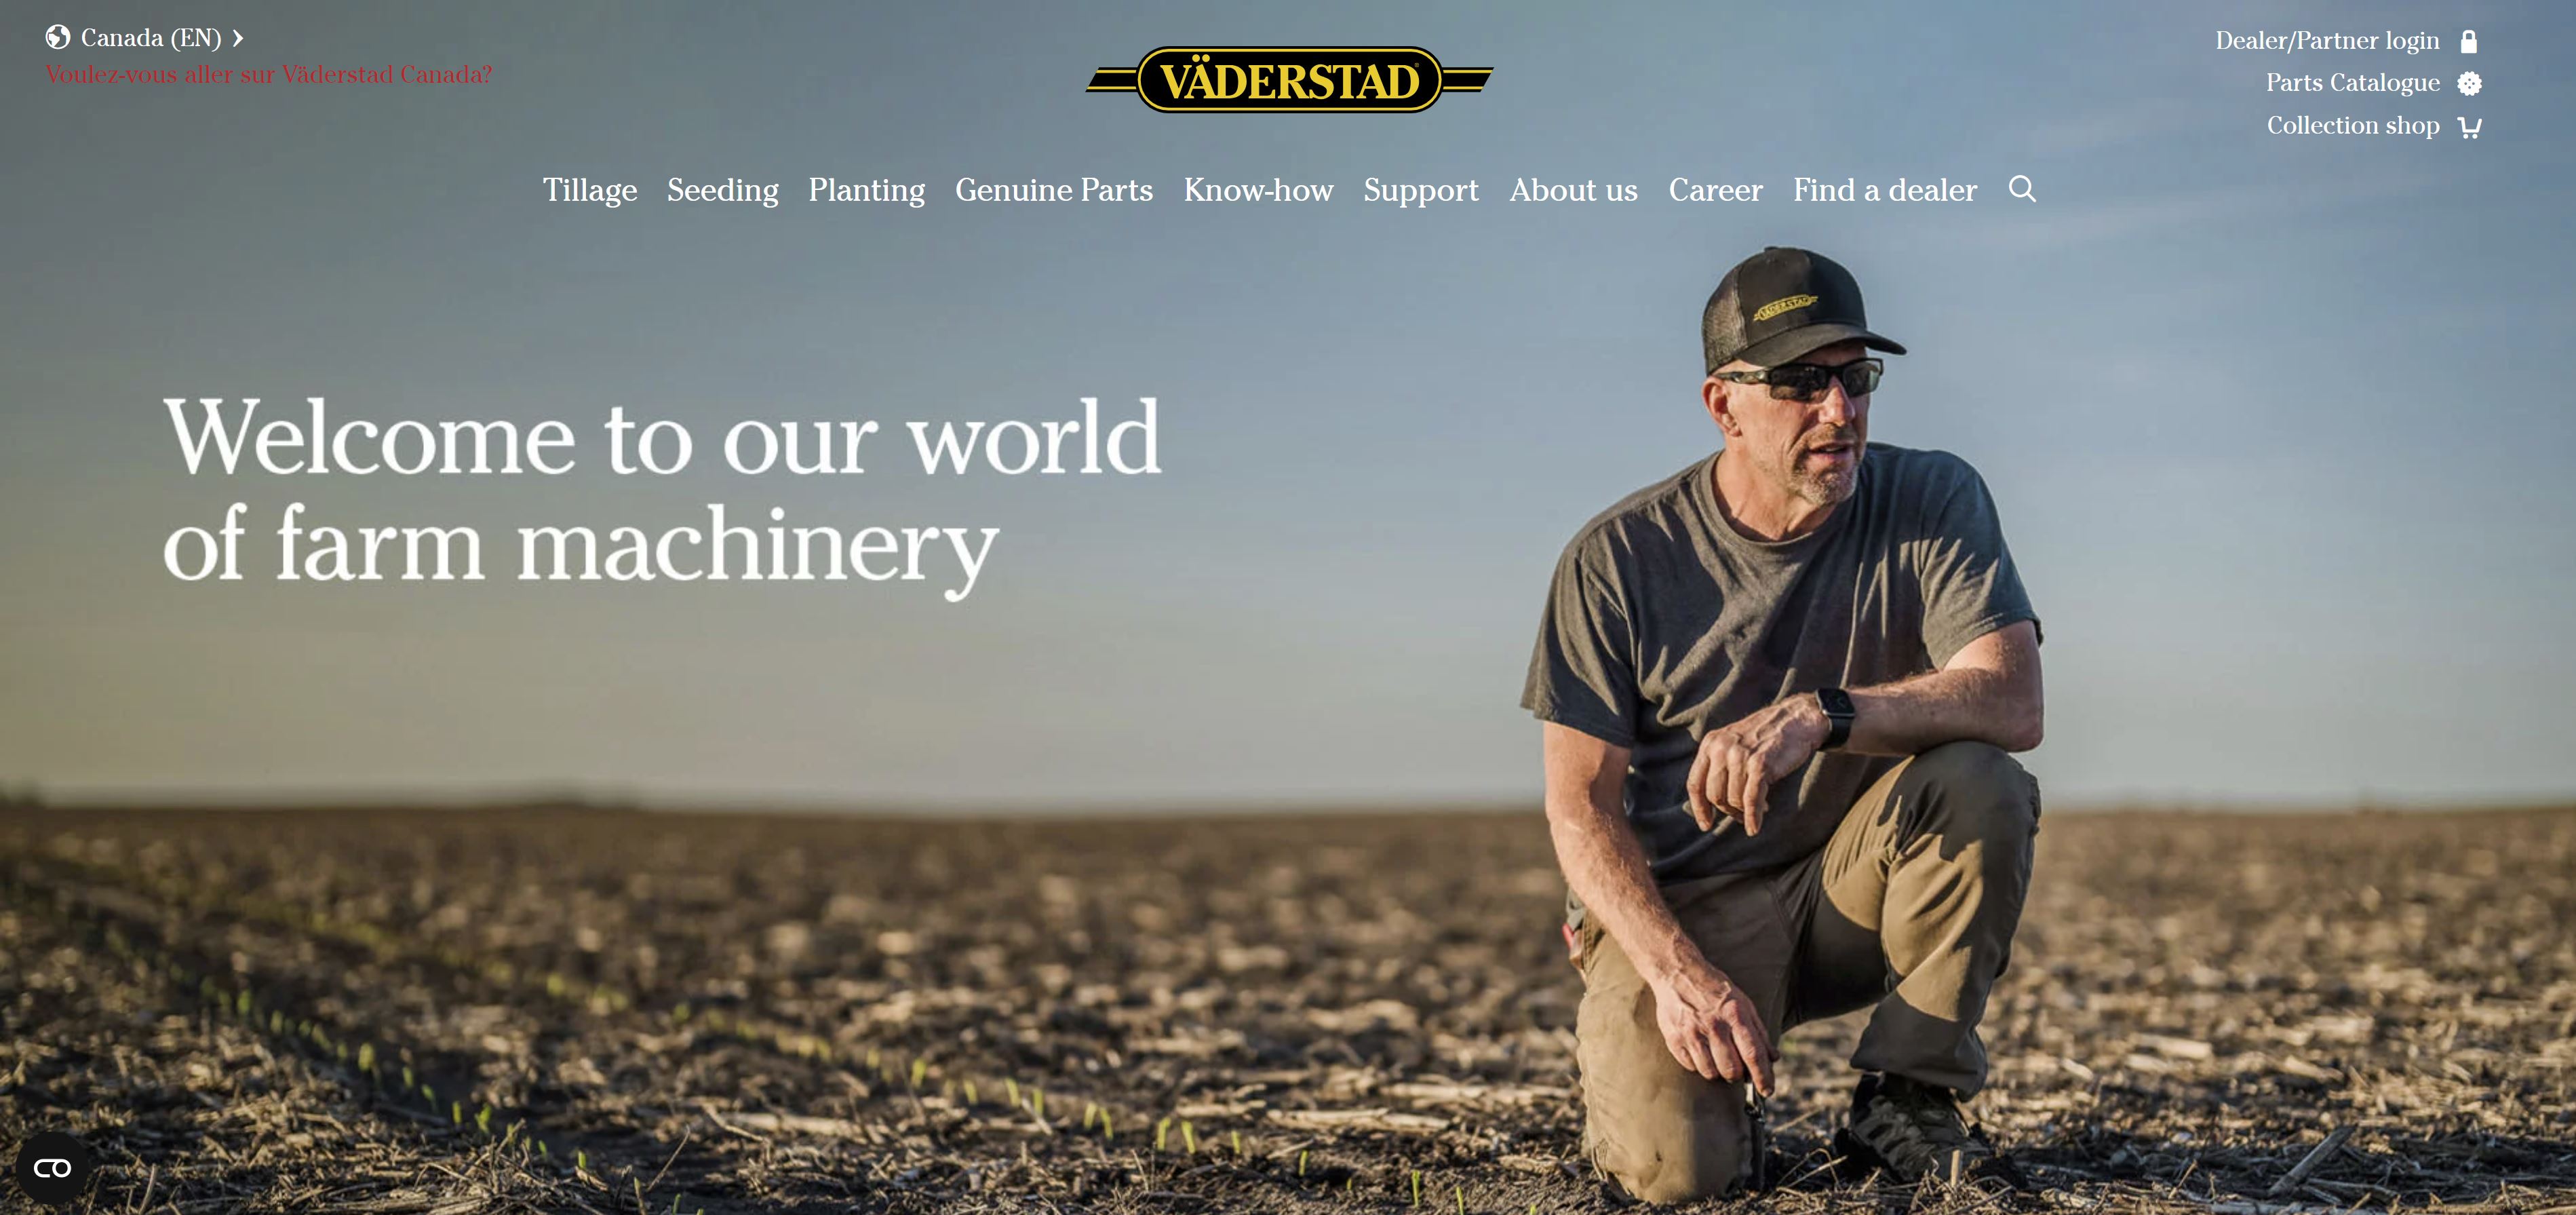 Canada (EN)
Voulez-vous aller sur Väderstad Canada?
VÄDERSTAD
Dealer/Partner login
Parts Catalogue
Collection shop
Tillage Seeding Planting Genuine Parts Know-how Support About us Career Find a dealer
VÄDERSTAD
Welcome to our world
of farm machinery